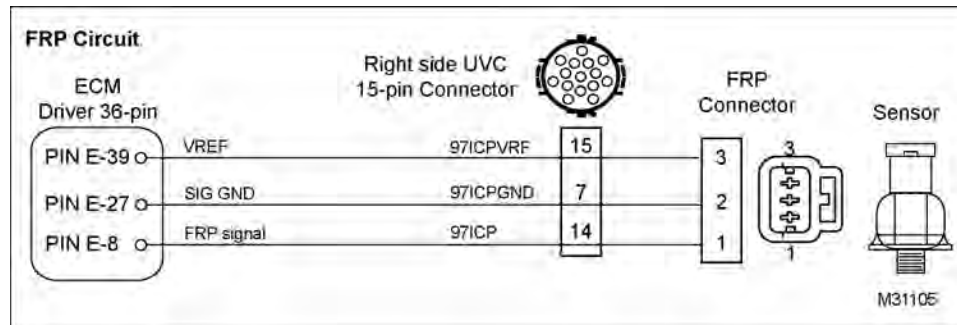 FRP Circuit
ECM
Driver 36-pin
Right side UVC
15-pin Connector
FRP
Connector
Sensor
PIN E-39
VREF
97ICPVRF
15
3
3
PIN E-27
SIG GND
97ICPGND
7
2
PIN E-8
FRP signal
97ICP
14
1
1
M31105